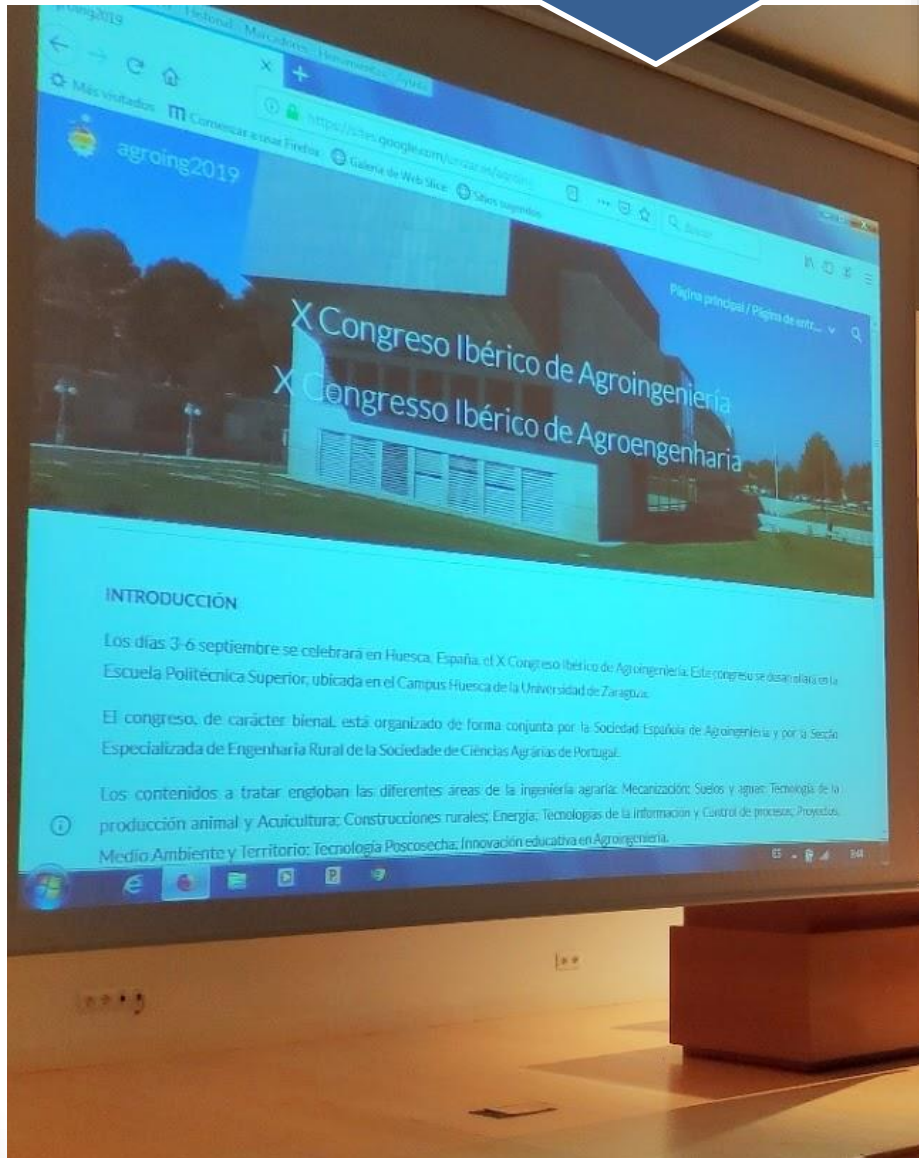 agroing2019
Historial Marcadores Herramientas Ayuda
https://sites.google.com/unizar.es/agroing
Buscar
Más visitados Comenzar a usar Firefox Galería de Web Slice Sitios sugeridos
agroing2019
Página principal / Página de entr...
X Congreso Ibérico de Agroingeniería
X Congresso Ibérico de Agroengenharia
INTRODUCCIÓN
Los días 3-6 septiembre se celebrará en Huesca, España, el X Congreso Ibérico de Agroingeniería. Este congreso se desarrollará en la
Escuela Politécnica Superior, ubicada en el Campus Huesca de la Universidad de Zaragoza.
El congreso, de carácter bienal, está organizado de forma conjunta por la Sociedad Española de Agroingeniería y por la Secção
Especializada de Engenharia Rural de la Sociedade de Ciências Agrárias de Portugal.
Los contenidos a tratar engloban las diferentes areas de la ingeniería agraria: Mecanización; Suelos y aguas; Tecnología de la
producción animal y Acuicultura; Construcciones rurales; Energía; Tecnologías de la información y Control de procesos; Proyectos,
Medio Ambiente y Territorio; Tecnología Poscosecha; Innovación educativa en Agroingeniería.
ES